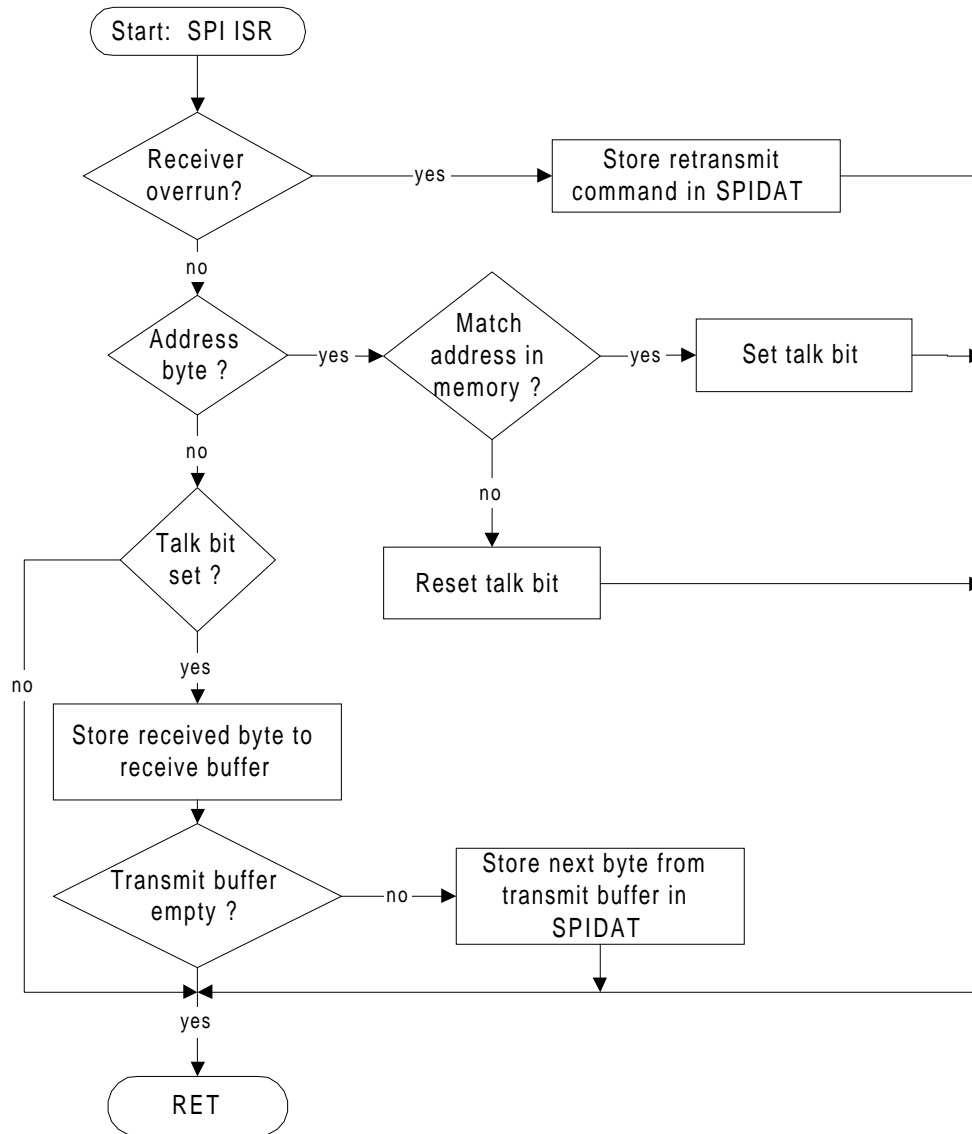 Start: SPI ISR
Receiver
overrun?
yes
Store retransmit
command in SPIDAT
no
Address
byte ?
yes
Match
address in
memory ?
yes
Set talk bit
no
no
Talk bit
set ?
Reset talk bit
no
yes
Store received byte to
receive buffer
Transmit buffer
empty ?
no
Store next byte from
transmit buffer in
SPIDAT
yes
RET